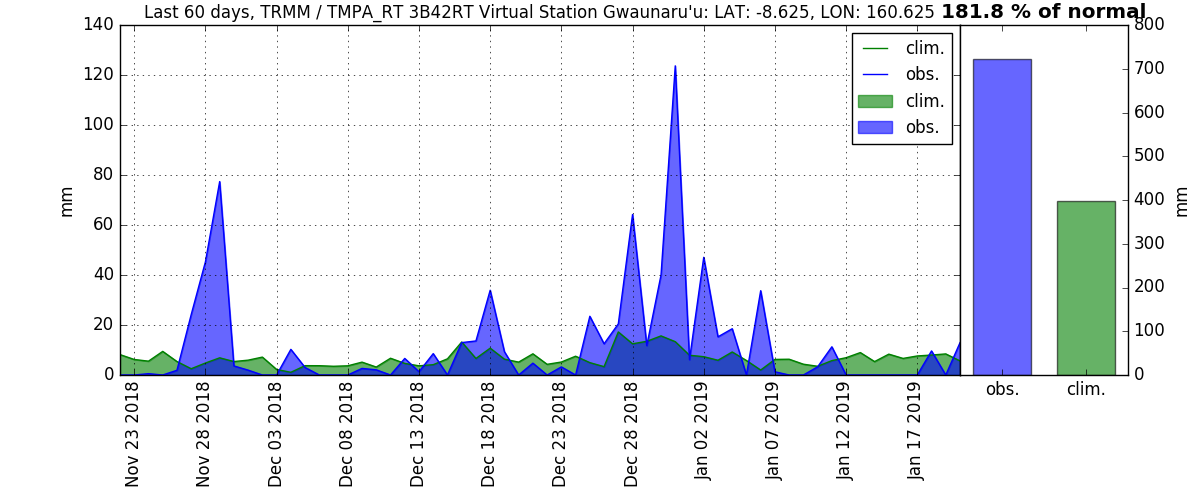 Last 60 days, TRMM / TMPA_RT 3B42RT Virtual Station Gwaunaru'u: LAT: -8.625, LON: 160.625 181.8 % of normal
140
120
100
80
60
40
20
0
mm
clim.
obs.
clim.
obs.
800
700
600
500
400
300
200
100
0
mm
obs.
clim.
Nov 23 2018
Nov 28 2018
Dec 03 2018
Dec 08 2018
Dec 13 2018
Dec 18 2018
Dec 23 2018
Dec 28 2018
Jan 02 2019
Jan 07 2019
Jan 12 2019
Jan 17 2019